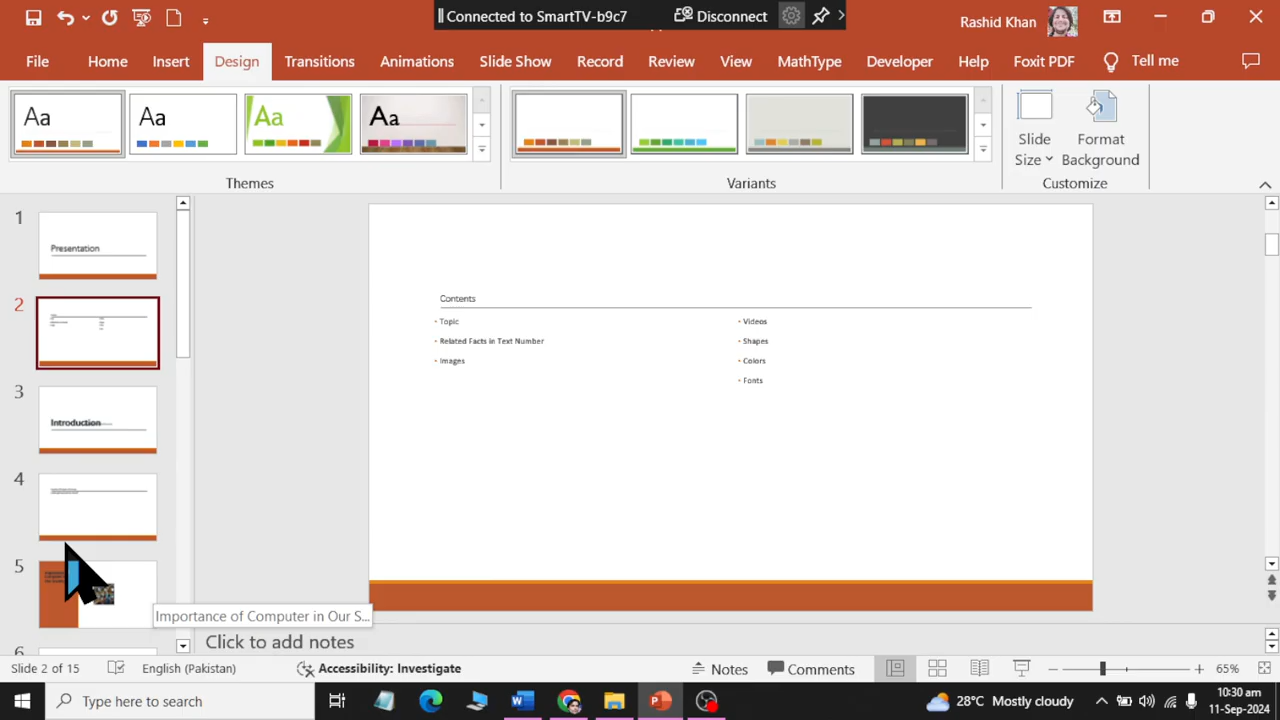 Connected to SmartTV-b9c7
Disconnect
Rashid Khan
File
Home
Insert
Design
Transitions
Animations
Slide Show
Record
Review
View
MathType
Developer
Help
Foxit PDF
Tell me
Aa
Aa
Aa
Aa
Slide
Size
Format
Background
Themes
Variants
Customize
1
Presentation
2
3
Introduction
4
5
6
Contents
Topic
Related Facts in Text Number
Images
Videos
Shapes
Colors
Fonts
Importance of Computer in Our S...
Click to add notes
Slide 2 of 15
English (Pakistan)
Accessibility: Investigate
Notes
Comments
65%
Type here to search
28°C Mostly cloudy
10:30 am
11-Sep-2024